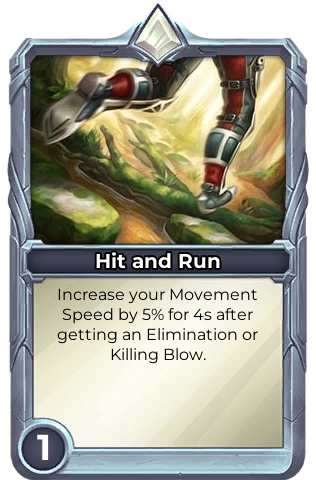 Hit and Run
Increase your Movement
Speed by 5% for 4s after
getting an Elimination or
Killing Blow.
1